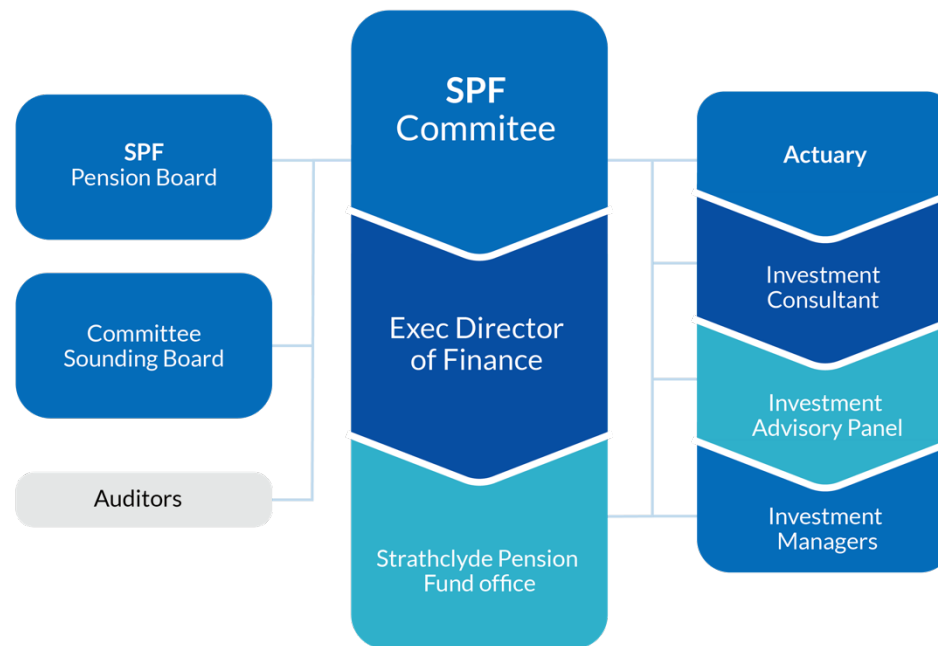 SPF
Pension Board
Committee
Sounding Board
Auditors
SPF
Commitee
Exec Director
of Finance
Strathclyde Pension
Fund office
Actuary
Investment
Consultant
Investment
Advisory Panel
Investment
Managers